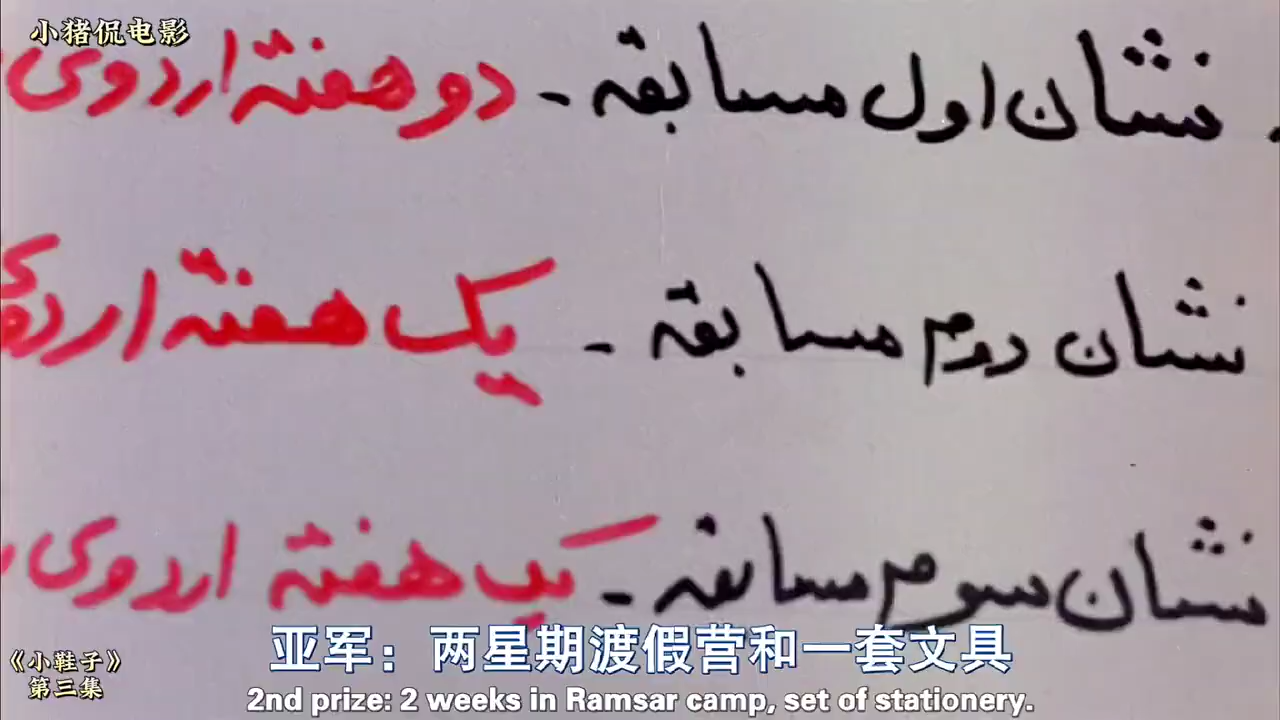 小猪侃电影
نشان اول مسابقه - دو هفته اردوی
نشان دوم مسابقه - یک هفته اردوی
نشان سوم مسابقه - یک هفته اردوی
亚军：两星期渡假营和一套文具
2nd prize: 2 weeks in Ramsar camp, set of stationery.
《小鞋子》
第三集